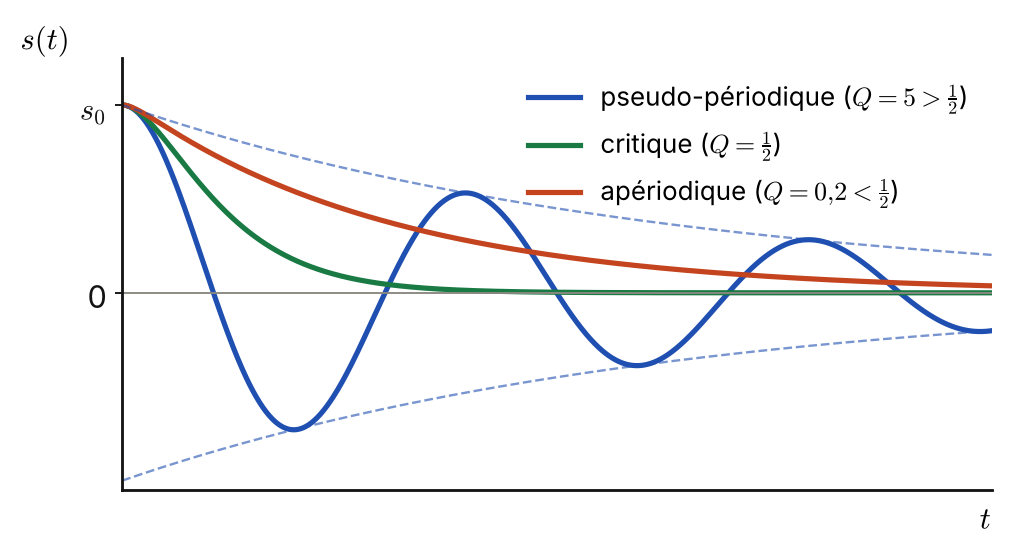 s(t)
s₀
pseudo-périodique (Q = 5 > 1/2)
critique (Q = 1/2)
apériodique (Q = 0,2 < 1/2)
0
t